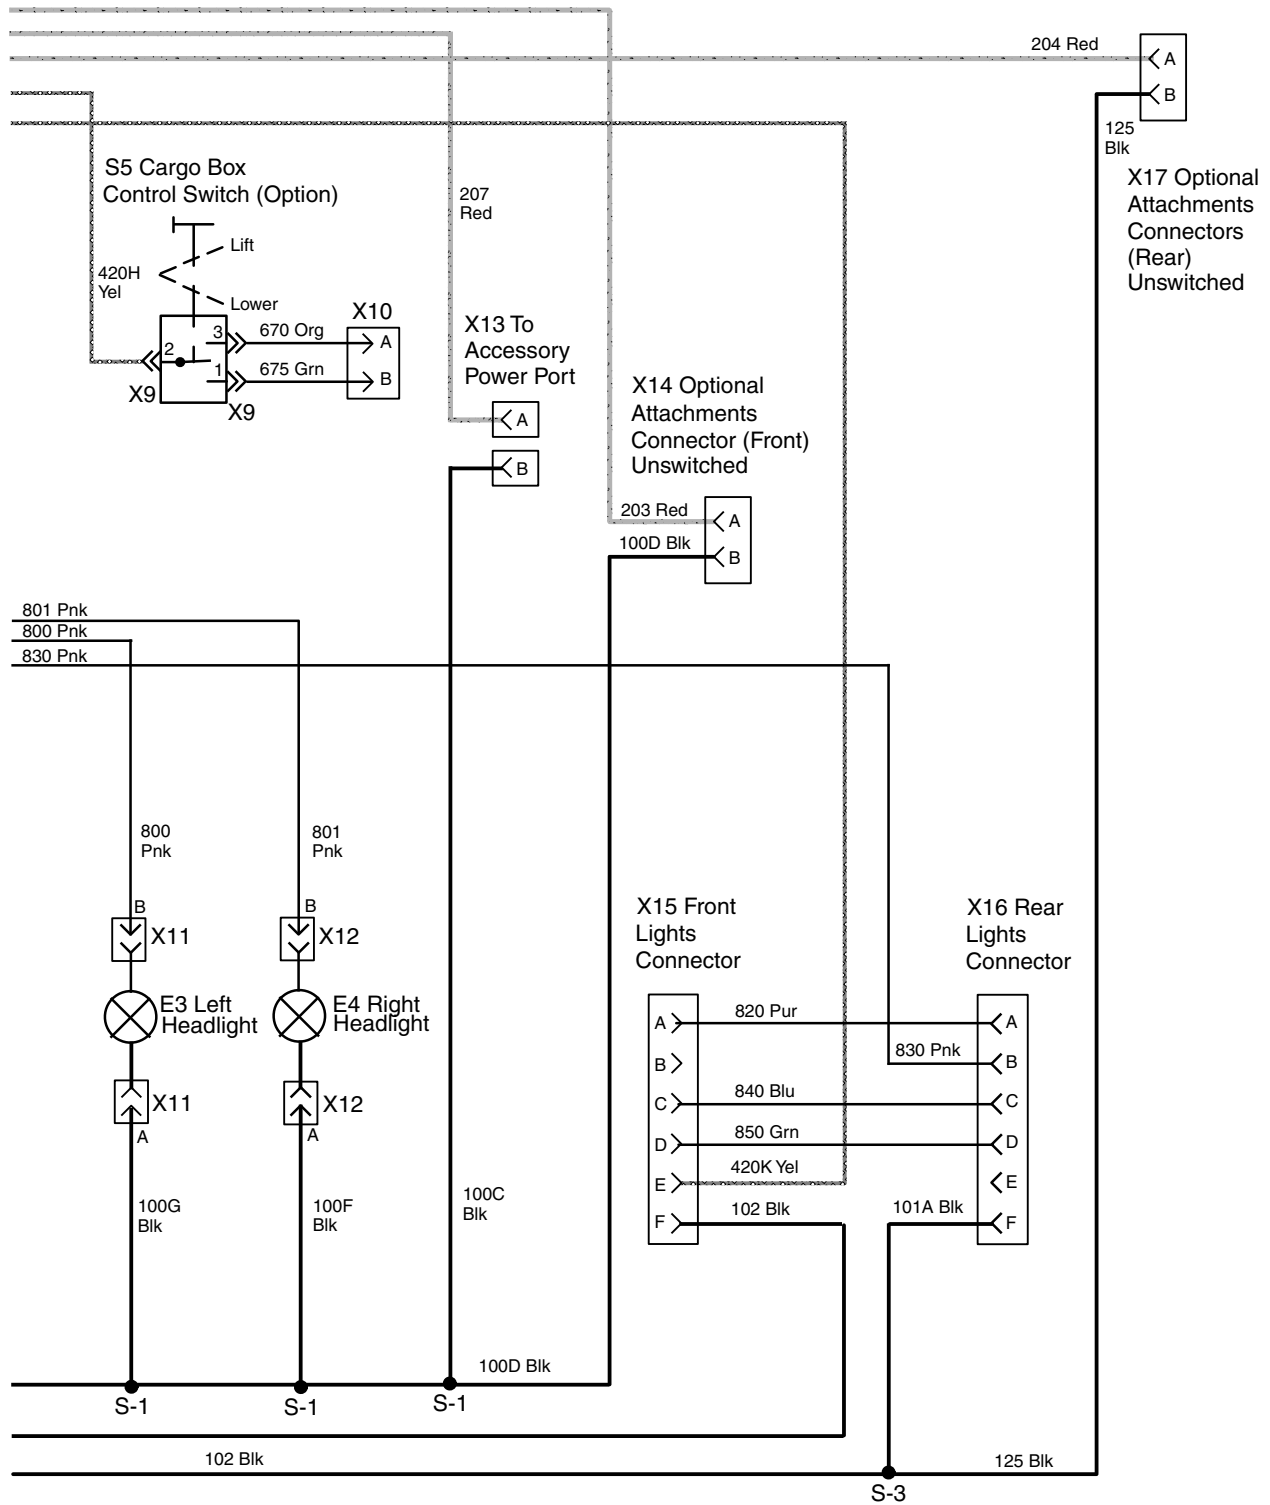 204 Red
A
B
125
Blk
X17 Optional
Attachments
Connectors
(Rear)
Unswitched
S5 Cargo Box
Control Switch (Option)
207
Red
Lift
420H
Yel
Lower
X10
3
670 Org
A
2
1
675 Grn
B
X9
X9
X13 To
Accessory
Power Port
A
B
X14 Optional
Attachments
Connector (Front)
Unswitched
203 Red
A
100D Blk
B
801 Pnk
800 Pnk
830 Pnk
800
Pnk
801
Pnk
B
X11
B
X12
E3 Left
Headlight
E4 Right
Headlight
X11
A
X12
A
100G
Blk
100F
Blk
100C
Blk
X15 Front
Lights
Connector
X16 Rear
Lights
Connector
A
820 Pur
A
B
830 Pnk
B
C
840 Blu
C
D
850 Grn
D
E
420K Yel
E
F
102 Blk
101A Blk
F
100D Blk
S-1
S-1
S-1
102 Blk
125 Blk
S-3